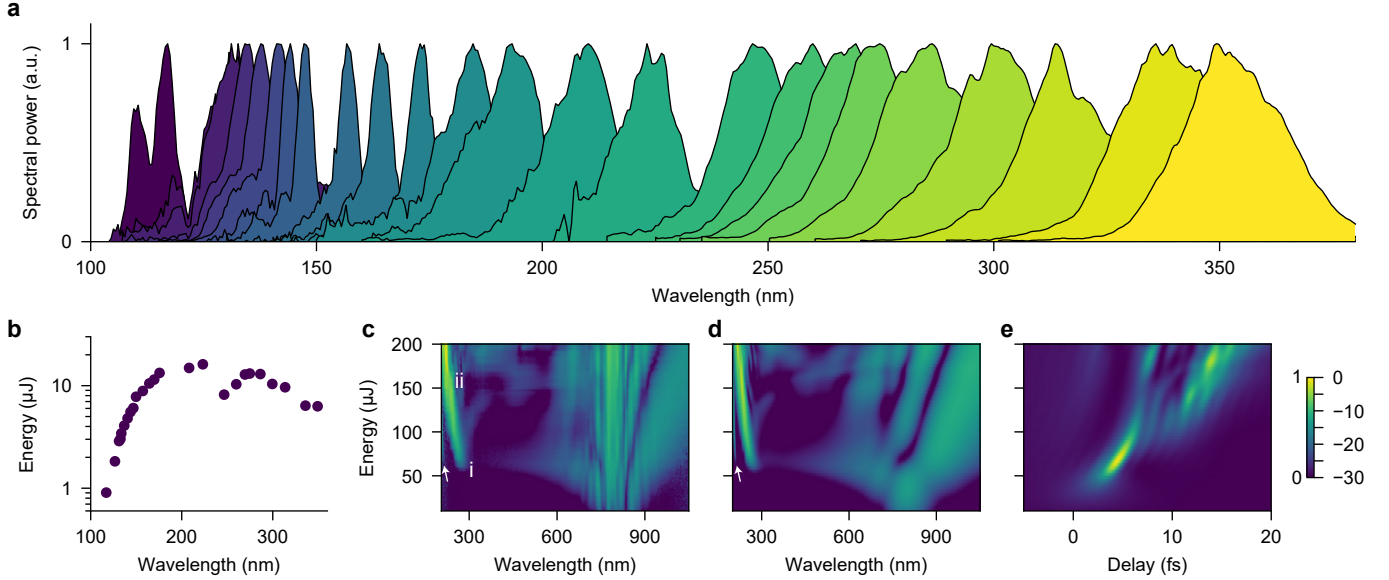 a
Spectral power (a.u.)
1
0
100 150 200 250 300 350
Wavelength (nm)
b
Energy (μJ)
10
1
100 200 300
Wavelength (nm)
c
Energy (μJ)
200
150
100
50
ii
i
300 600 900
Wavelength (nm)
d
300 600 900
Wavelength (nm)
e
0 10 20
Delay (fs)
1 0
−10
−20
0 −30